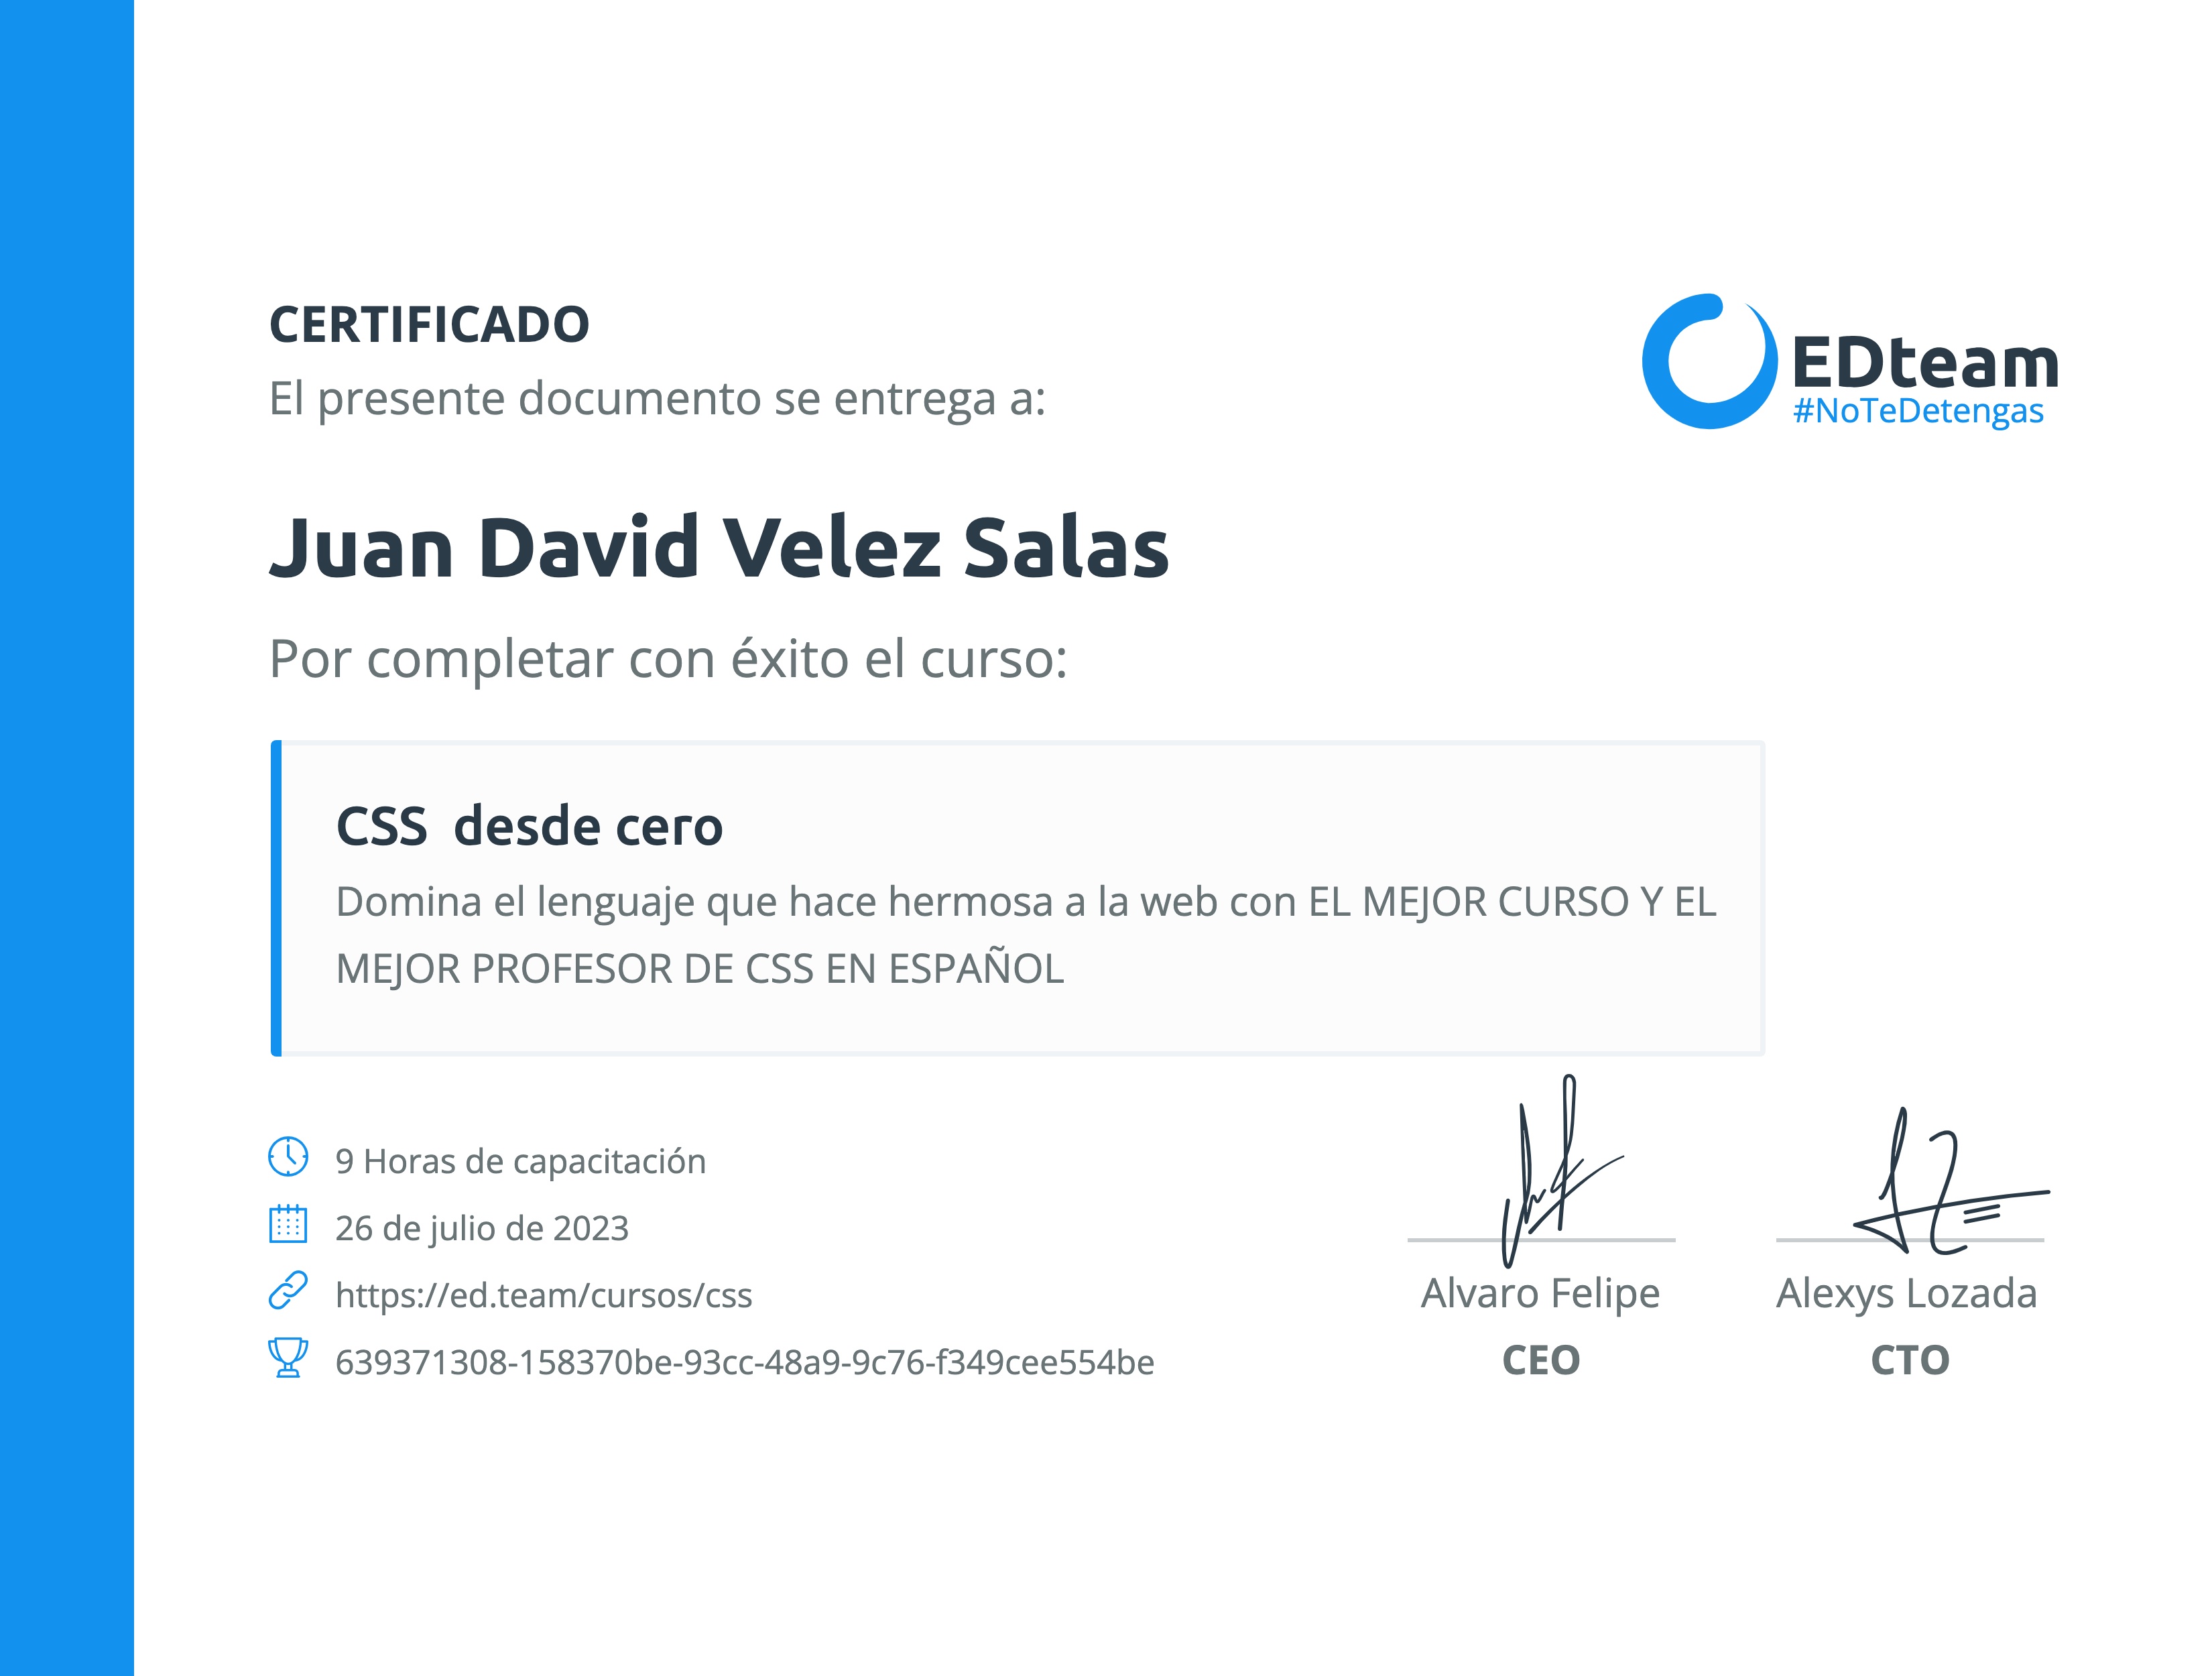 CERTIFICADO
El presente documento se entrega a:
EDteam
#NoTeDetengas
Juan David Velez Salas
Por completar con éxito el curso:
CSS desde cero
Domina el lenguaje que hace hermosa a la web con EL MEJOR CURSO Y EL
MEJOR PROFESOR DE CSS EN ESPAÑOL
9 Horas de capacitación
26 de julio de 2023
https://ed.team/cursos/css
639371308-158370be-93cc-48a9-9c76-f349cee554be
Alvaro Felipe
CEO
Alexys Lozada
CTO